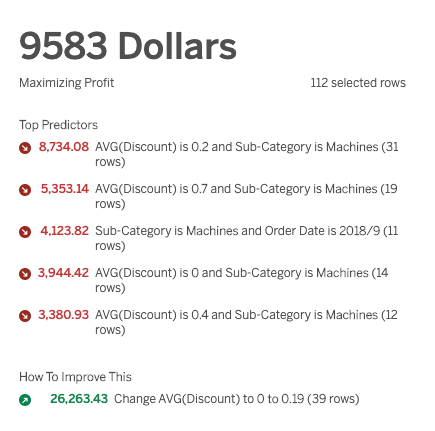 9583 Dollars
Maximizing Profit 112 selected rows
Top Predictors
8,734.08 AVG(Discount) is 0.2 and Sub-Category is Machines (31
rows)
5,353.14 AVG(Discount) is 0.7 and Sub-Category is Machines (19
rows)
4,123.82 Sub-Category is Machines and Order Date is 2018/9 (11
rows)
3,944.42 AVG(Discount) is 0 and Sub-Category is Machines (14
rows)
3,380.93 AVG(Discount) is 0.4 and Sub-Category is Machines (12
rows)
How To Improve This
26,263.43 Change AVG(Discount) to 0 to 0.19 (39 rows)